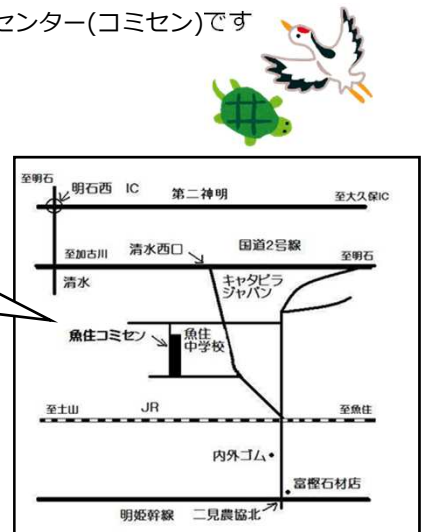 センター(コミセン)です
至明石
明石西 IC 第二神明 至大久保IC
至加古川 清水西口 国道2号線 至明石
清水 キャタピラ
ジャパン
魚住コミセン 魚住
中学校
至土山 JR 至魚住
内外ゴム
富樫石材店
明姫幹線 二見農協北